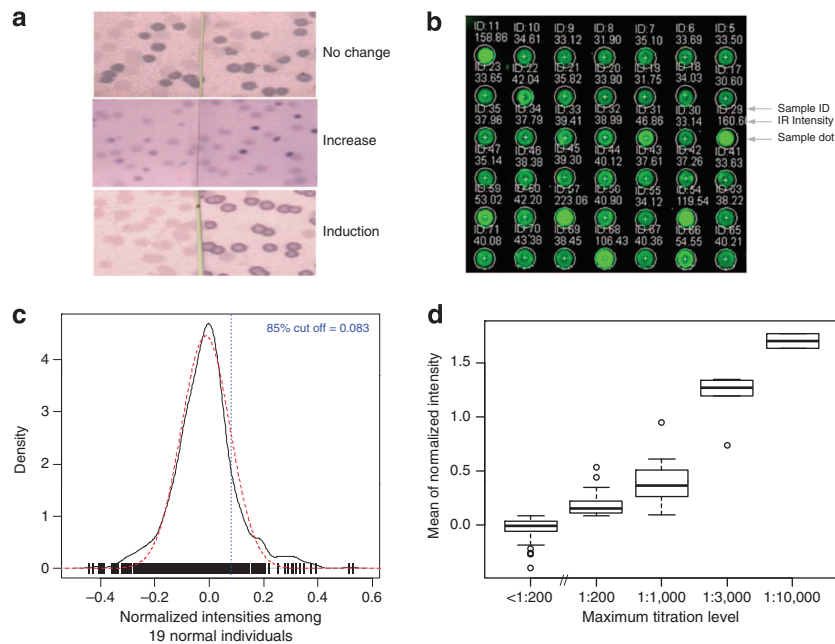 a
No change
Increase
Induction
b
ID:11 ID:10 ID:9 ID:8 ID:7 ID:6 ID:5
158.86 34.61 33.12 31.90 35.10 33.69 33.50
ID:23 ID:22 ID:21 ID:20 ID:19 ID:18 ID:17
33.65 42.04 35.82 33.90 31.75 34.03 30.60
ID:35 ID:34 ID:33 ID:32 ID:31 ID:30 ID:29
37.96 37.79 39.41 38.99 46.86 33.14 160.6
ID:47 ID:46 ID:45 ID:44 ID:43 ID:42 ID:41
35.14 38.38 39.30 40.12 37.61 37.26 33.63
ID:59 ID:60 ID:57 ID:56 ID:55 ID:54
53.02 42.20 223.06 40.90 34.12 119.54 38.22
ID:71 ID:70 ID:69 ID:68 ID:67 ID:66 ID:65
40.08 43.38 38.45 106.43 40.36 54.55 40.21
Sample ID
IR Intensity
Sample dot
c
85% cut off = 0.083
Density
4
3
2
1
0
−0.4 −0.2 0.0 0.2 0.4 0.6
Normalized intensities among
19 normal individuals
d
Mean of normalized intensity
1.5
0.5
0.0
<1:200 1:200 1:1,000 1:3,000 1:10,000
Maximum titration level